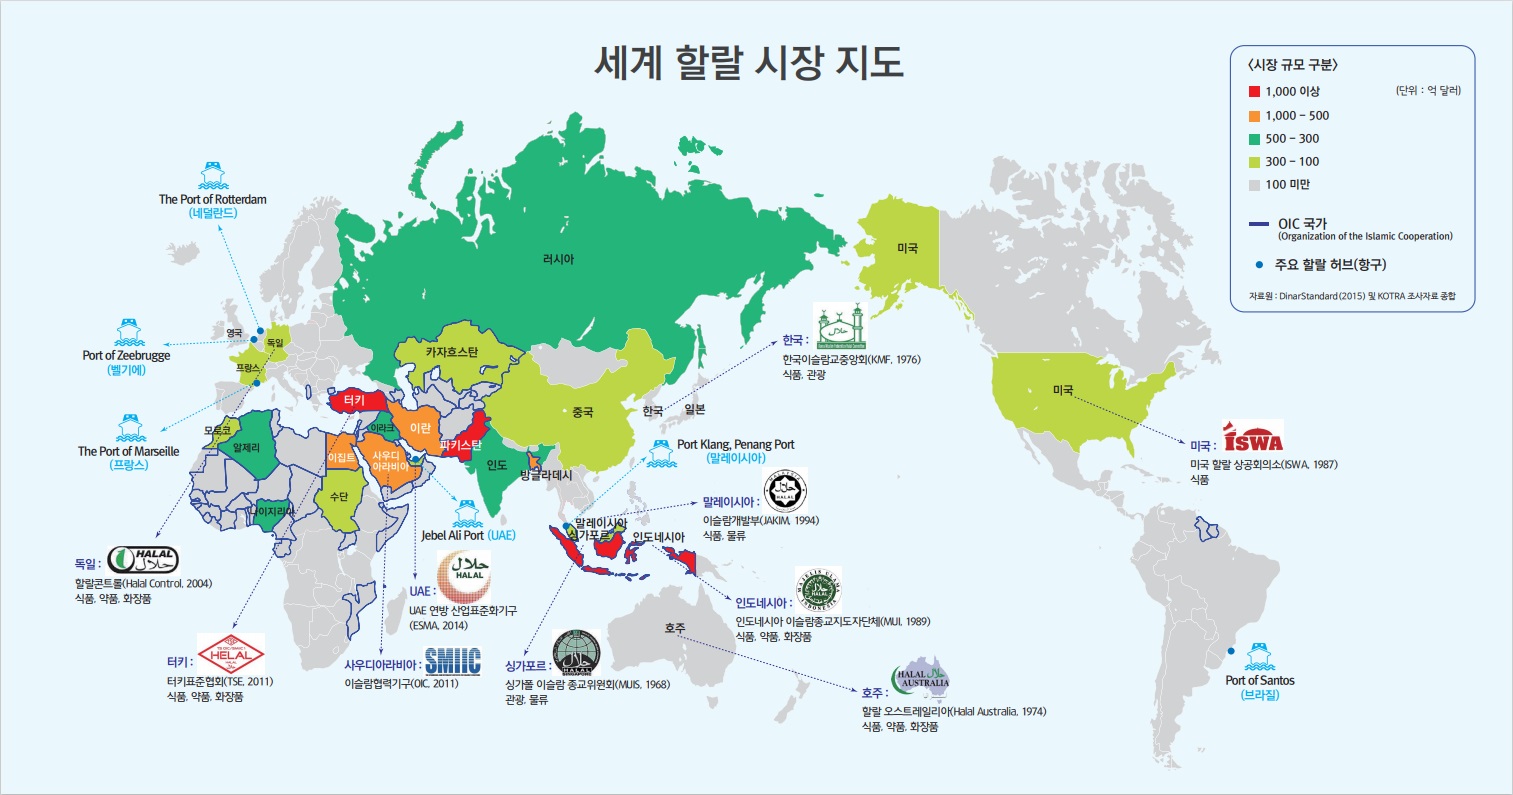 세계 할랄 시장 지도
〈시장 규모 구분〉
1,000 이상
(단위 : 억 달러)
1,000 – 500
500 – 300
300 – 100
100 미만
OIC 국가
(Organization of the Islamic Cooperation)
주요 할랄 허브(항구)
자료원 : DinarStandard(2015) 및 KOTRA 조사자료 종합
The Port of Rotterdam
(네덜란드)
Port of Zeebrugge
(벨기에)
The Port of Marseille
(프랑스)
영국
독일
프랑스
러시아
카자흐스탄
터키
이라크
이란
파키스탄
모로코
알제리
이집트
사우디
아라비아
수단
나이지리아
인도
방글라데시
중국
한국
일본
미국
미국
말레이시아
싱가포르
인도네시아
호주
한국 :
한국이슬람교중앙회(KMF, 1976)
식품, 관광
Port Klang, Penang Port
(말레이시아)
Jebel Ali Port (UAE)
말레이시아 :
HALAL
이슬람개발부(JAKIM, 1994)
식품, 물류
미국 :
ISWA
미국 할랄 상공회의소(ISWA, 1987)
식품
독일 :
HALAL
حلال
할랄콘트롤(Halal Control, 2004)
식품, 약품, 화장품
UAE :
حلال
HALAL
UAE 연방 산업표준화기구
(ESMA, 2014)
인도네시아 :
MAJELIS ULAMA
INDONESIA
인도네시아 이슬람종교지도자단체(MUI, 1989)
식품, 약품, 화장품
터키 :
HELAL
터키표준협회(TSE, 2011)
식품, 약품, 화장품
사우디아라비아 :
SMIIC
이슬람협력기구(OIC, 2011)
싱가포르 :
HALAL
SINGAPORE
싱가폴 이슬람 종교위원회(MUIS, 1968)
관광, 물류
호주 :
HALAL
AUSTRALIA
할랄 오스트레일리아(Halal Australia, 1974)
식품, 약품, 화장품
Port of Santos
(브라질)